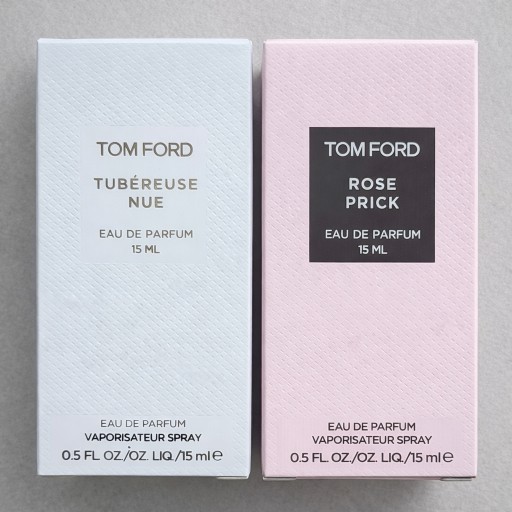 TOM FORD
TUBÉREUSE
NUE
EAU DE PARFUM
15 ML
EAU DE PARFUM
VAPORISATEUR SPRAY
0.5 FL. OZ./OZ. LIQ./15 ml ℮
TOM FORD
ROSE
PRICK
EAU DE PARFUM
15 ML
EAU DE PARFUM
VAPORISATEUR SPRAY
0.5 FL. OZ./OZ. LIQ./15 ml ℮